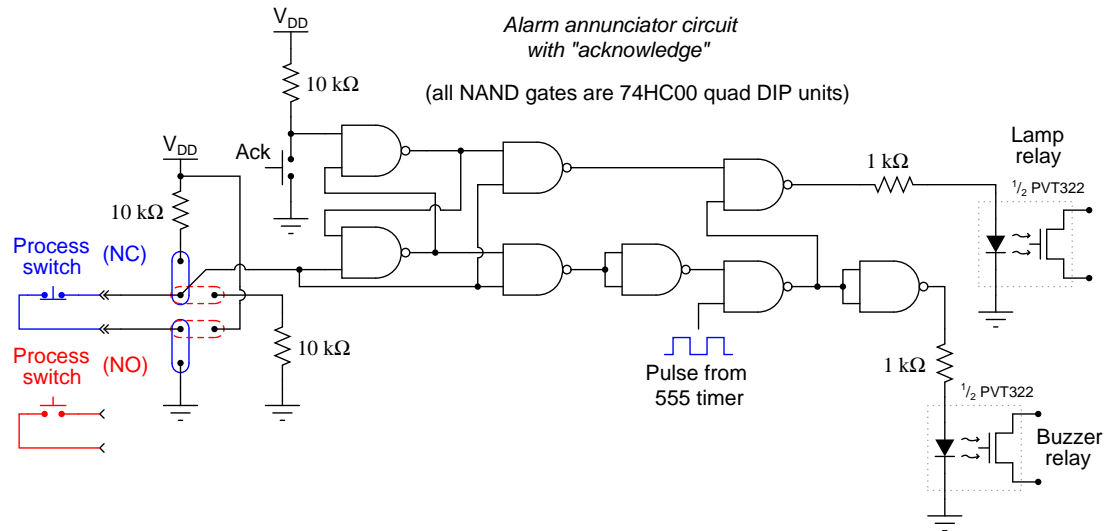 Alarm annunciator circuit
with "acknowledge"
(all NAND gates are 74HC00 quad DIP units)
VDD
10 kΩ
Ack
VDD
10 kΩ
Process
switch
(NC)
Process
switch
(NO)
10 kΩ
Pulse from
555 timer
1 kΩ
Lamp
relay
1/2 PVT322
1 kΩ
1/2 PVT322
Buzzer
relay